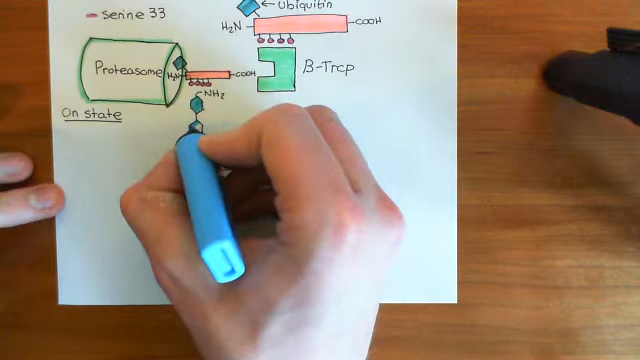 Ubiquitin
serine 33
H₂N
COOH
Proteasome
H₂N
COOH
β-Trcp
NH₂
On state